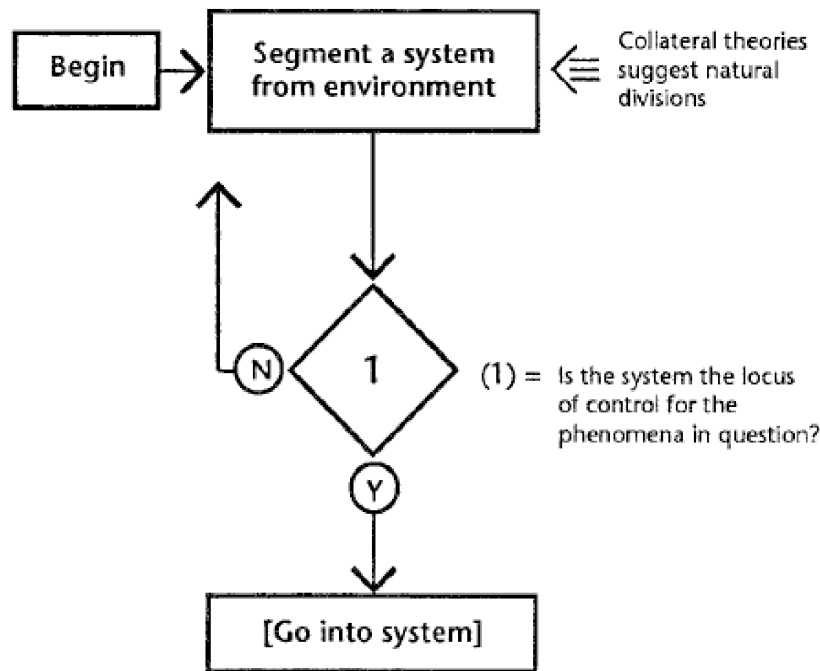 Begin
Segment a system
from environment
Collateral theories
suggest natural
divisions
N
1
(1) = Is the system the locus
of control for the
phenomena in question?
Y
[Go into system]